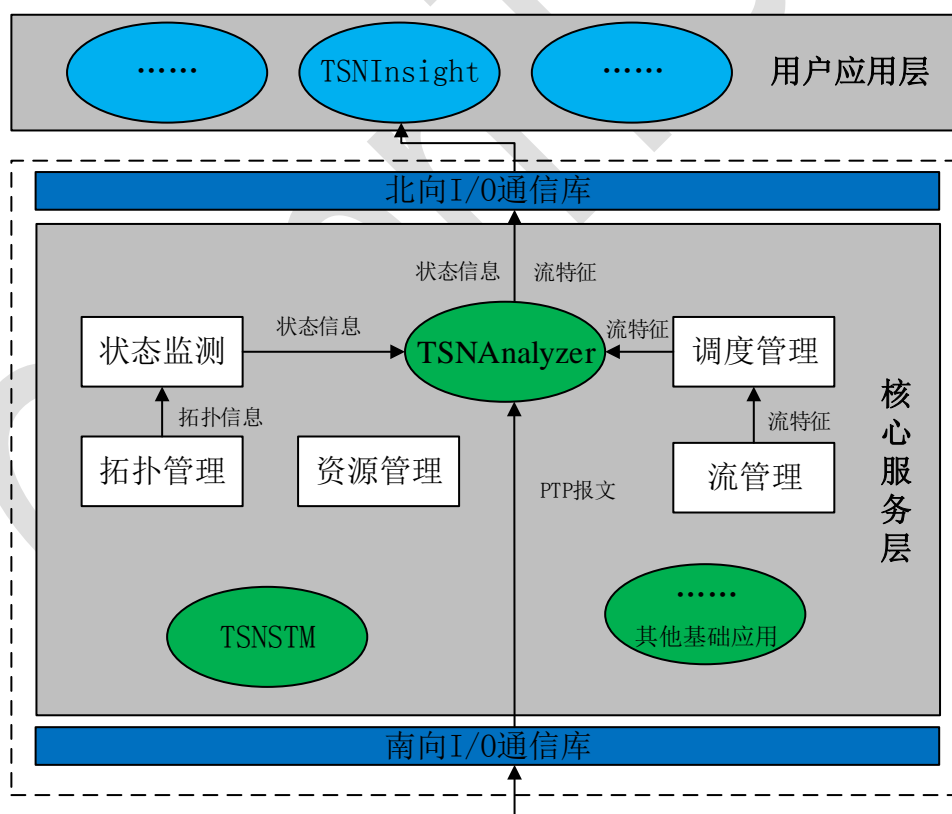 ……
TSNInsight
……
用户应用层
北向I/O通信库
状态信息
流特征
状态信息
流特征
状态监测
TSNAnalyzer
调度管理
拓扑信息
流特征
拓扑管理
资源管理
流管理
PTP报文
核心服务层
TSNSTM
……
其他基础应用
南向I/O通信库